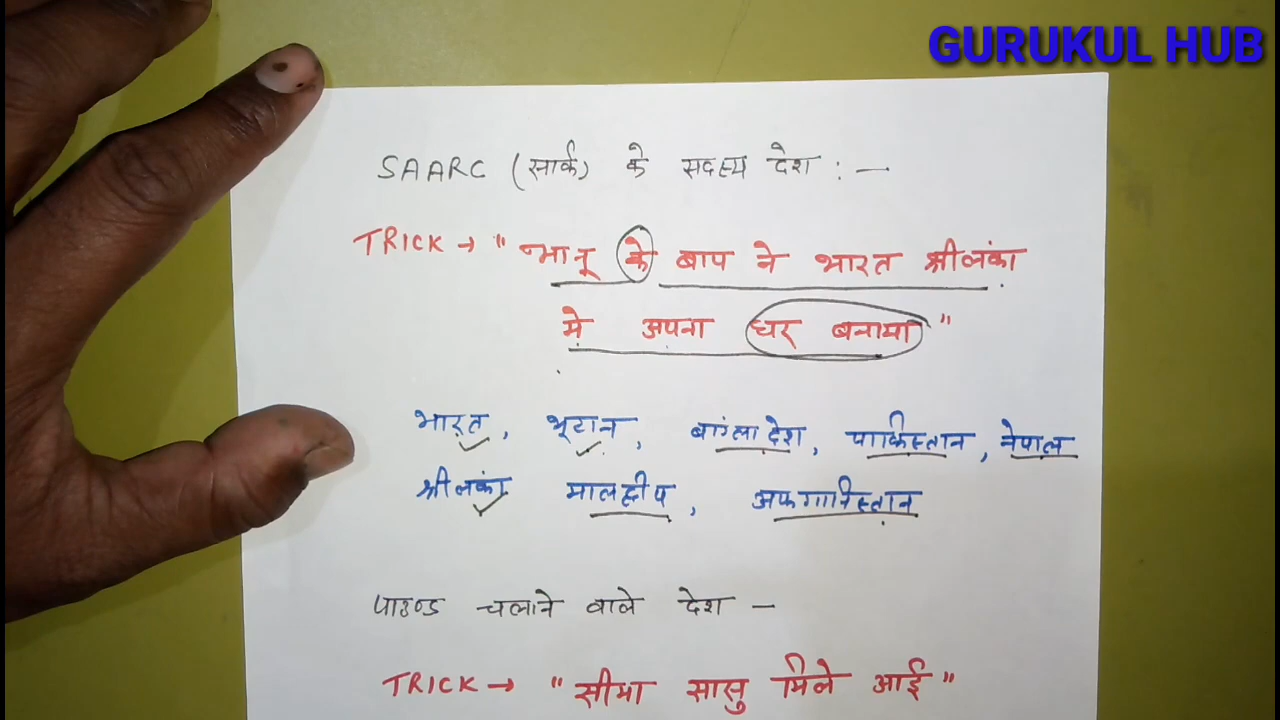 GURUKUL HUB
SAARC (सार्क) के सदस्य देश : —
TRICK → " भानू के बाप ने भारत श्रीलंका
मे अपना घर बनाया "
भारत, भूटान, बांग्लादेश, पाकिस्तान, नेपाल
श्रीलंका मालद्वीप, अफगानिस्तान
पाउण्ड चलाने वाले देश —
TRICK → " सीमा सासु मिले आई "